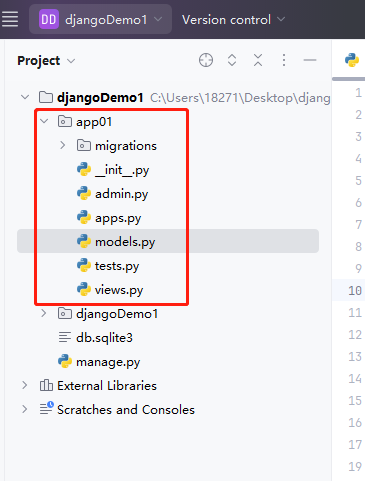 DD djangoDemo1 Version control
Project
djangoDemo1 C:\Users\18271\Desktop\djang
1
app01
2
migrations
3
__init__.py
4
admin.py
5
apps.py
6
7
models.py
8
tests.py
9
views.py
10
djangoDemo1
11
db.sqlite3
12
manage.py
13
External Libraries
14
Scratches and Consoles
15
16
17
18
19